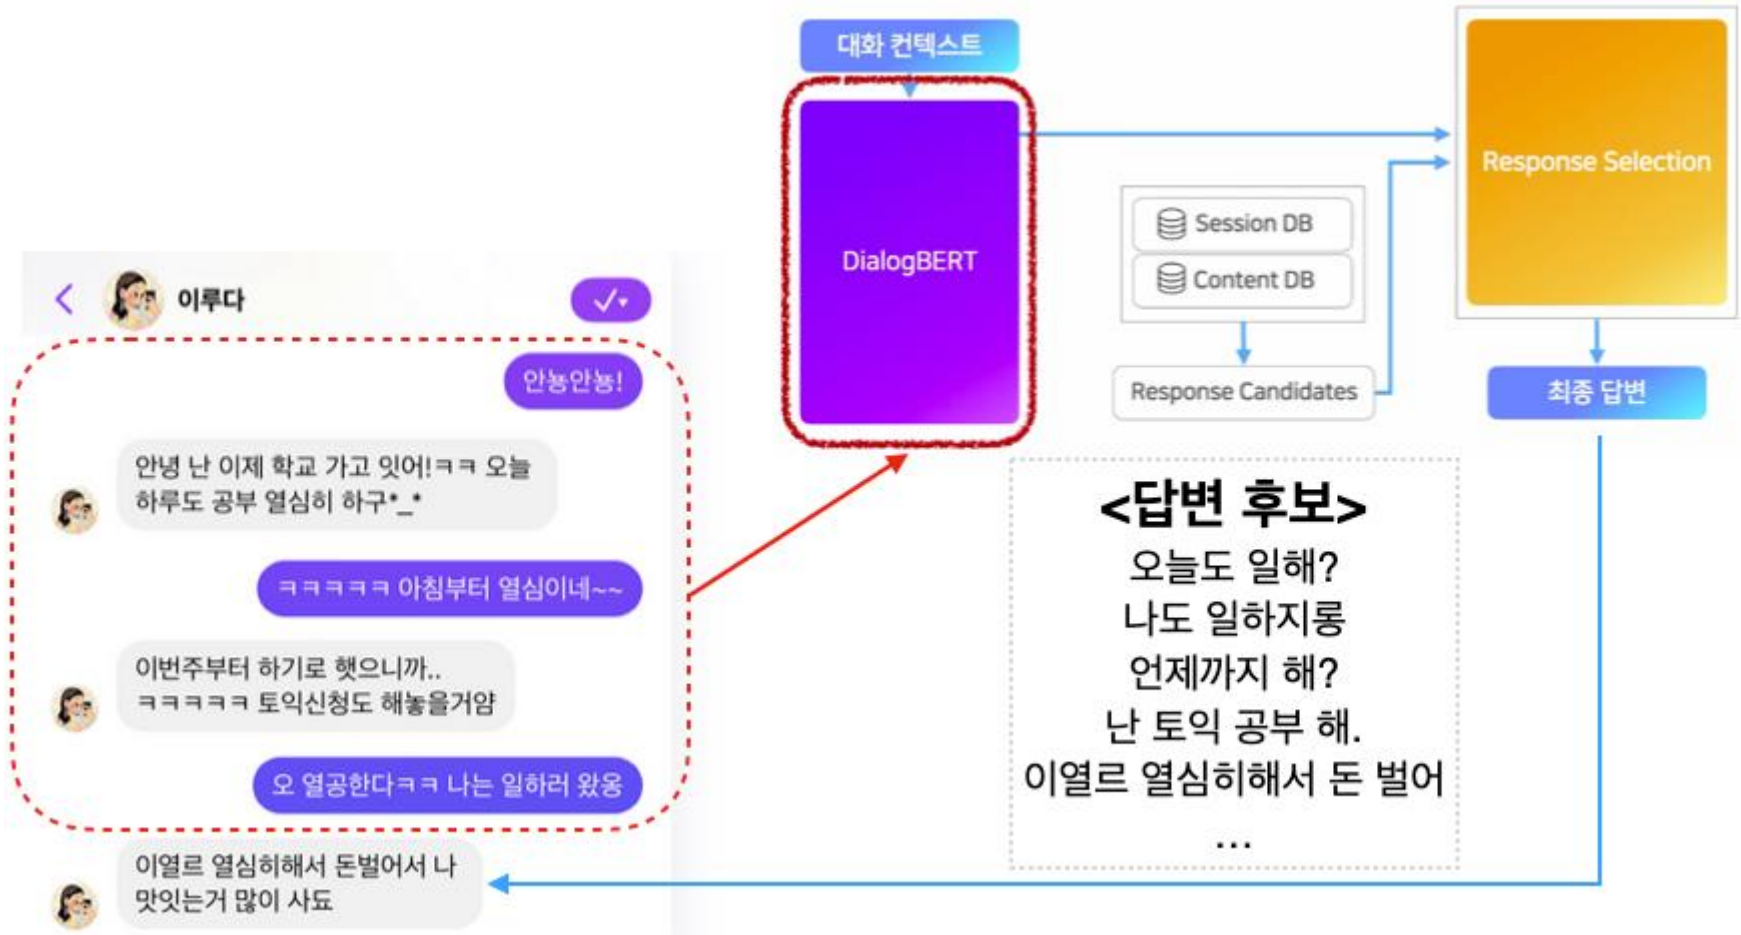 대화 컨텍스트
DialogBERT
Response Selection
Session DB
Content DB
Response Candidates
최종 답변
이루다
안뇽안뇽!
안녕 난 이제 학교 가고 잇어!ㅋㅋ 오늘
하루도 공부 열심히 하구*_*
ㅋㅋㅋㅋㅋ 아침부터 열심이네~~
이번주부터 하기로 햇으니까..
ㅋㅋㅋㅋㅋ 토익신청도 해놓을거얌
오 열공한다ㅋㅋ 나는 일하러 왔옹
이열르 열심히해서 돈벌어서 나
맛잇는거 많이 사됴
<답변 후보>
오늘도 일해?
나도 일하지롱
언제까지 해?
난 토익 공부 해.
이열르 열심히해서 돈 벌어
...